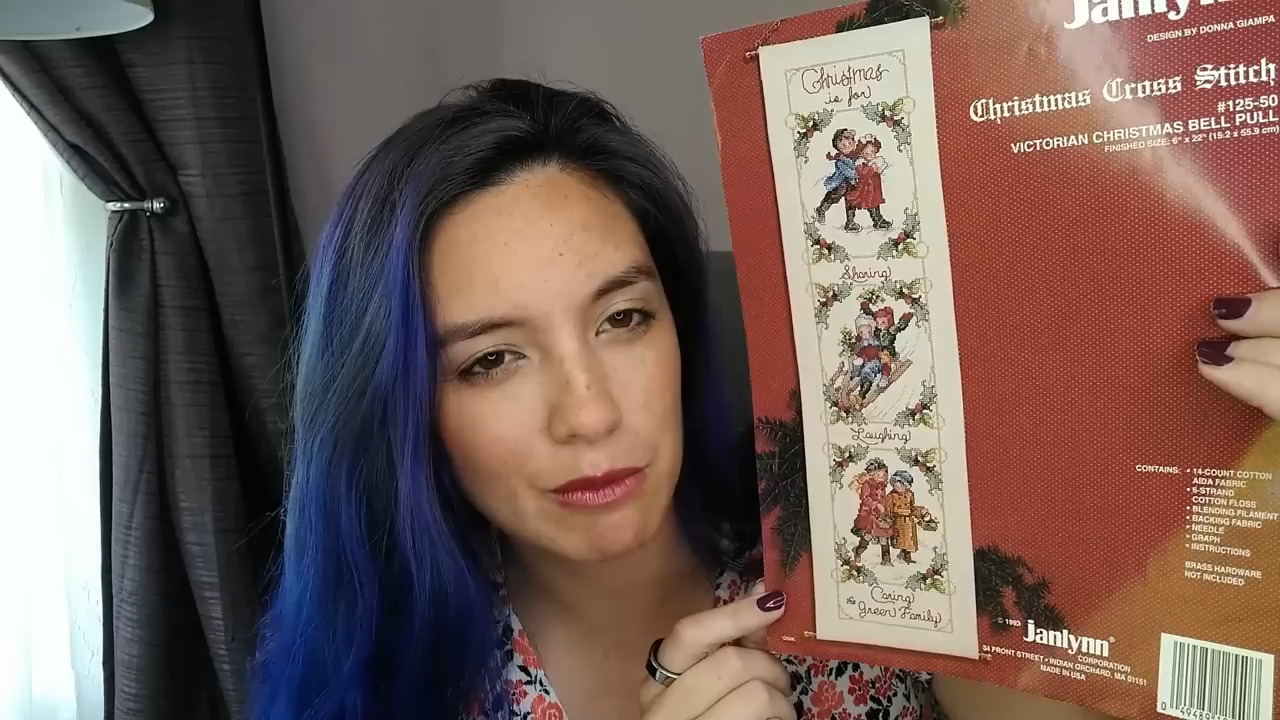 Janlynn
DESIGN BY DONNA GIAMPA
Christmas Cross Stitch
#125-50
VICTORIAN CHRISTMAS BELL PULL
FINISHED SIZE: 6" x 22" (15.2 x 55.9 cm)
Christmas
is for
Sharing
Laughing
Caring
the Green Family
CONTAINS: • 14-COUNT COTTON
AIDA FABRIC
• 6-STRAND
COTTON FLOSS
• BLENDING FILAMENT
• BACKING FABRIC
• NEEDLE
• GRAPH
• INSTRUCTIONS
BRASS HARDWARE
NOT INCLUDED
© 1993 janlynn®
CORPORATION
34 FRONT STREET • INDIAN ORCHARD, MA 01151
MADE IN USA